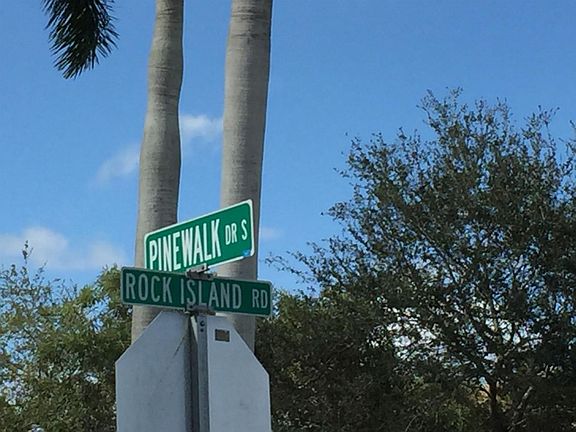 PINEWALK DR S
ROCK ISLAND RD